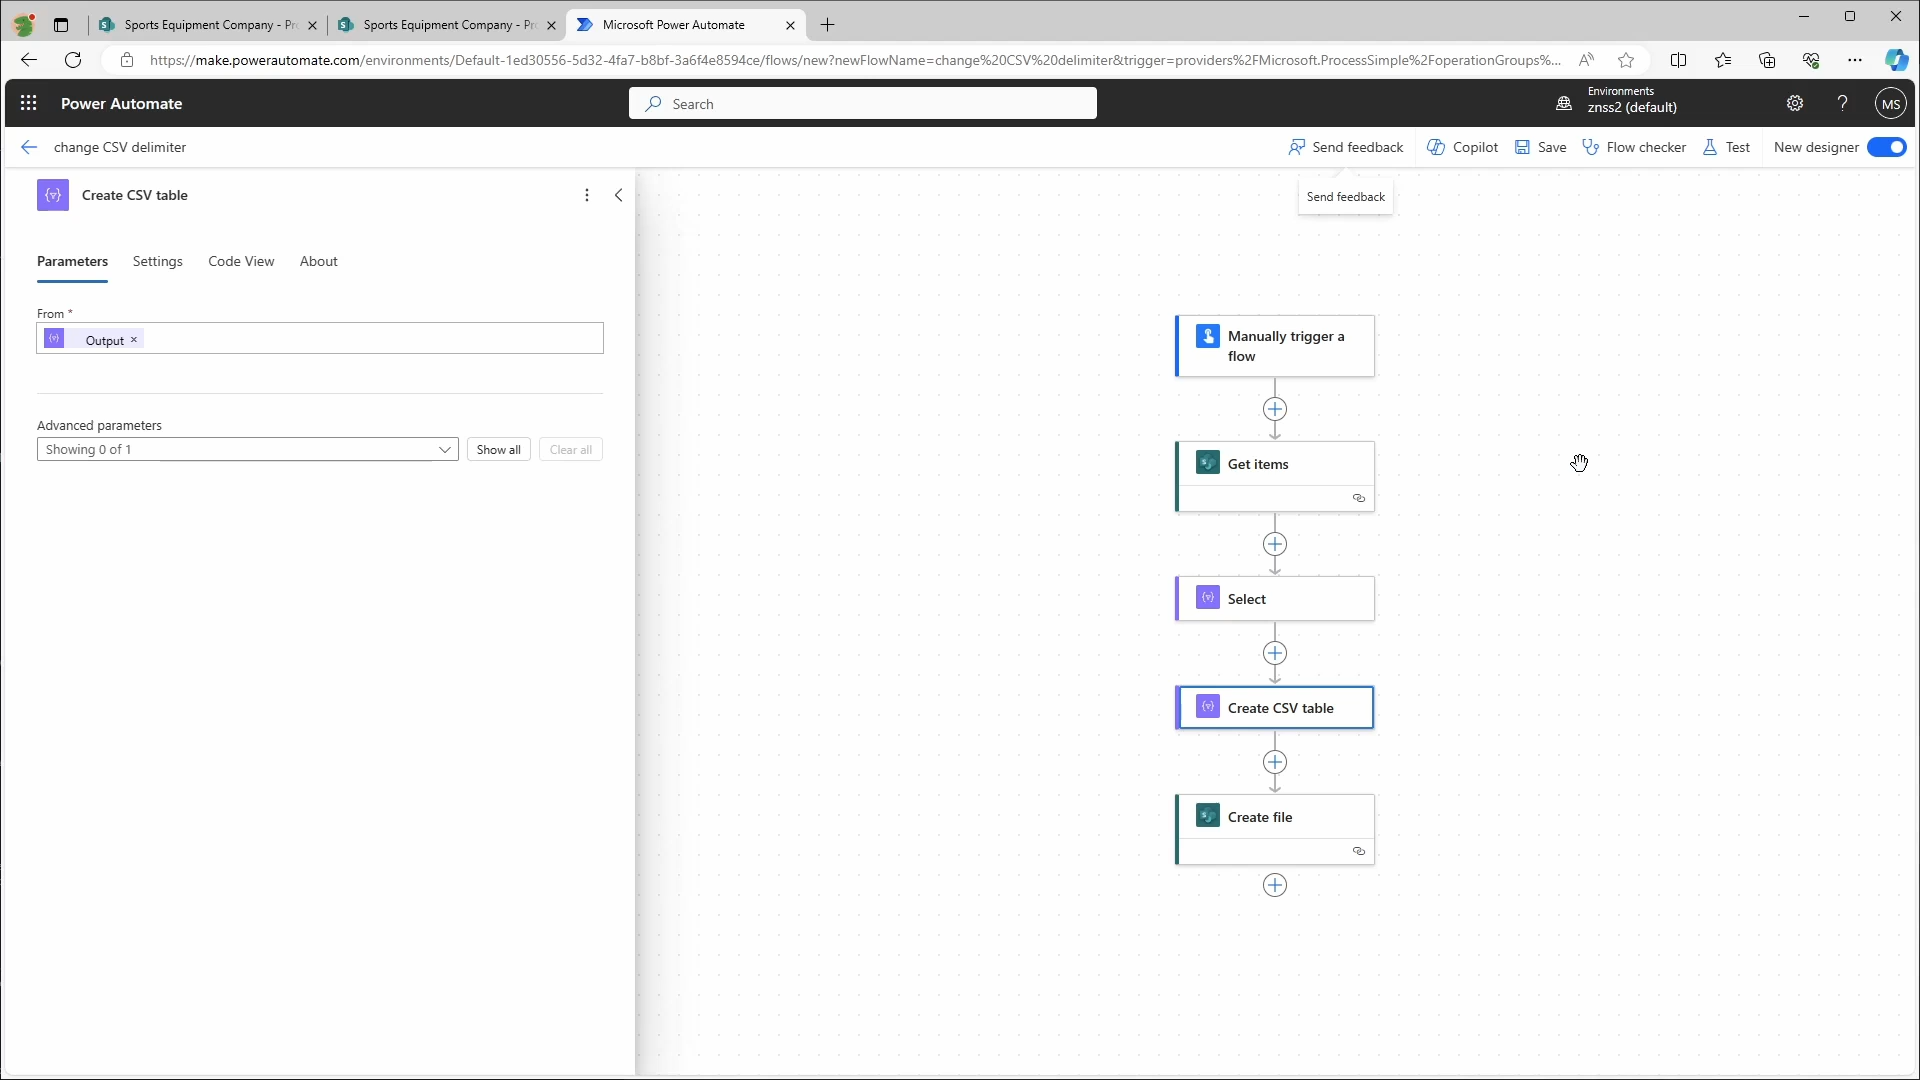 Sports Equipment Company - Pr
Sports Equipment Company - Pr
Microsoft Power Automate
https://make.powerautomate.com/environments/Default-1ed30556-5d32-4fa7-b8bf-3a6f4e8594ce/flows/new?newFlowName=change%20CSV%20delimiter&trigger=providers%2FMicrosoft.ProcessSimple%2FoperationGroups%...
Power Automate
Search
Environments
znss2 (default)
?
MS
change CSV delimiter
Send feedback
Copilot
Save
Flow checker
Test
New designer
Create CSV table
Send feedback
Parameters
Settings
Code View
About
From *
Output ×
Advanced parameters
Showing 0 of 1
Show all
Clear all
Manually trigger a
flow
Get items
Select
Create CSV table
Create file